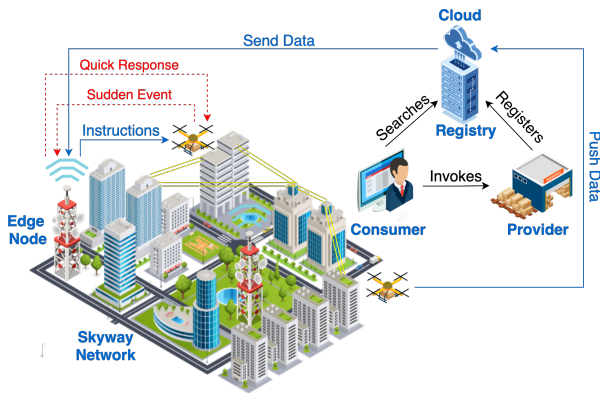 Cloud
Send Data
Quick Response
Sudden Event
Instructions
Searches
Registry
Registers
Push Data
Invokes
Consumer
Provider
Edge
Node
Skyway
Network